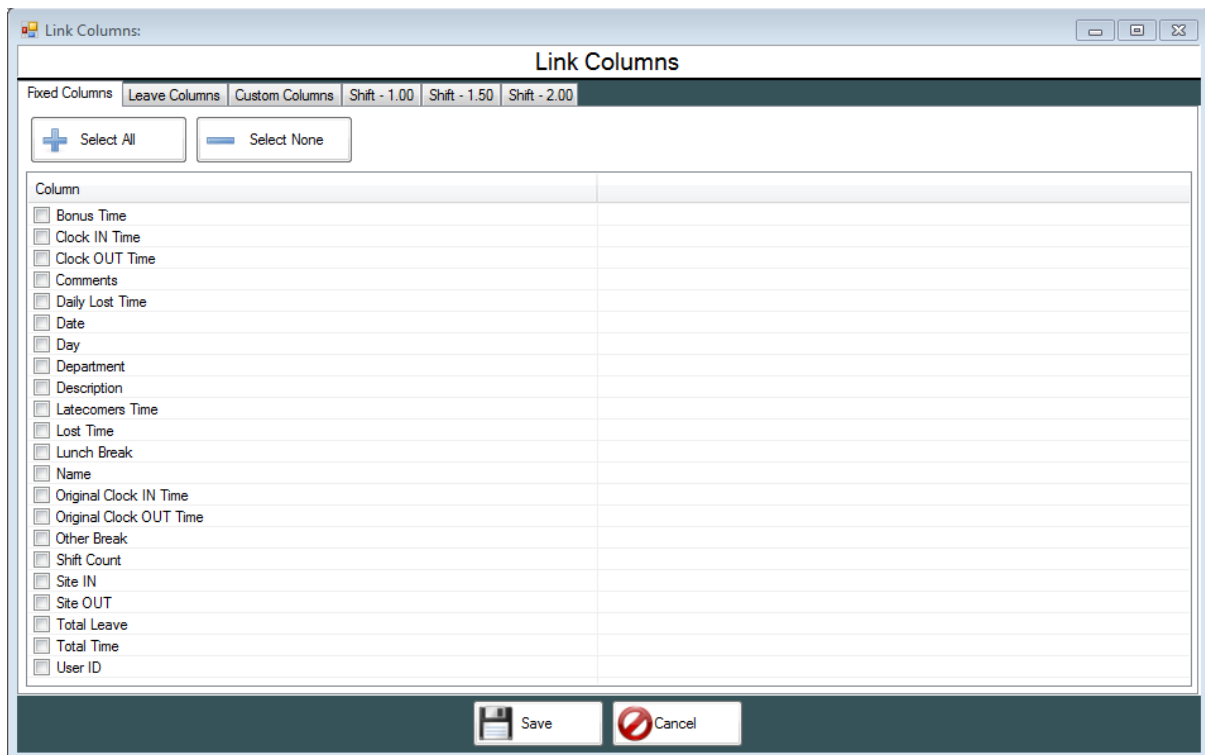 Link Columns:
Link Columns
Fixed Columns Leave Columns Custom Columns Shift - 1.00 Shift - 1.50 Shift - 2.00
Select All Select None
Column
Bonus Time
Clock IN Time
Clock OUT Time
Comments
Daily Lost Time
Date
Day
Department
Description
Latecomers Time
Lost Time
Lunch Break
Name
Original Clock IN Time
Original Clock OUT Time
Other Break
Shift Count
Site IN
Site OUT
Total Leave
Total Time
User ID
Save Cancel